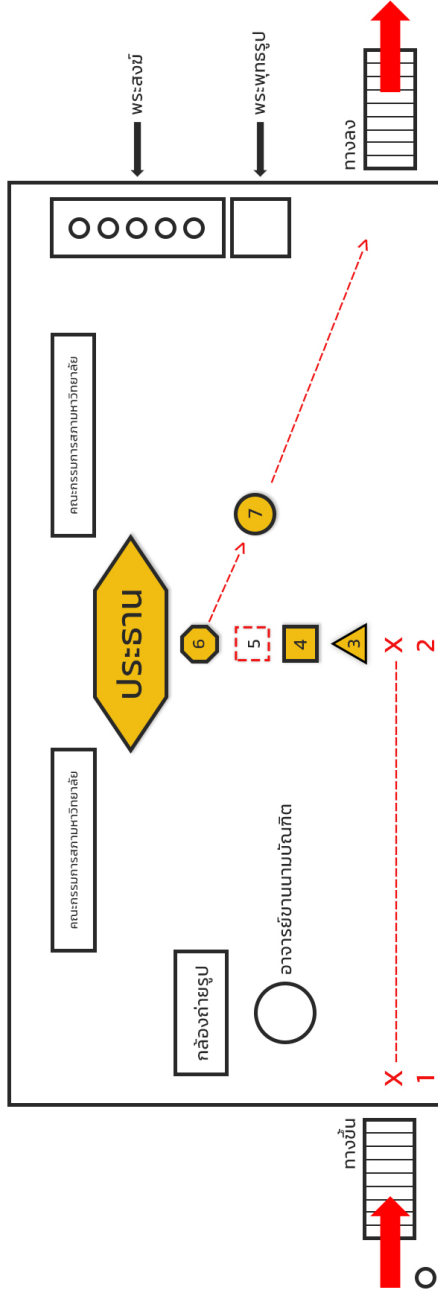 พระสงฆ์
พระพุทธรูป
ทางลง
คณะกรรมการสภามหาวิทยาลัย
ประธาน
คณะกรรมการสภามหาวิทยาลัย
6
5
4
3
X
2
7
กล้องถ่ายรูป
อาจารย์ขานนามบัณฑิต
X
1
ทางขึ้น